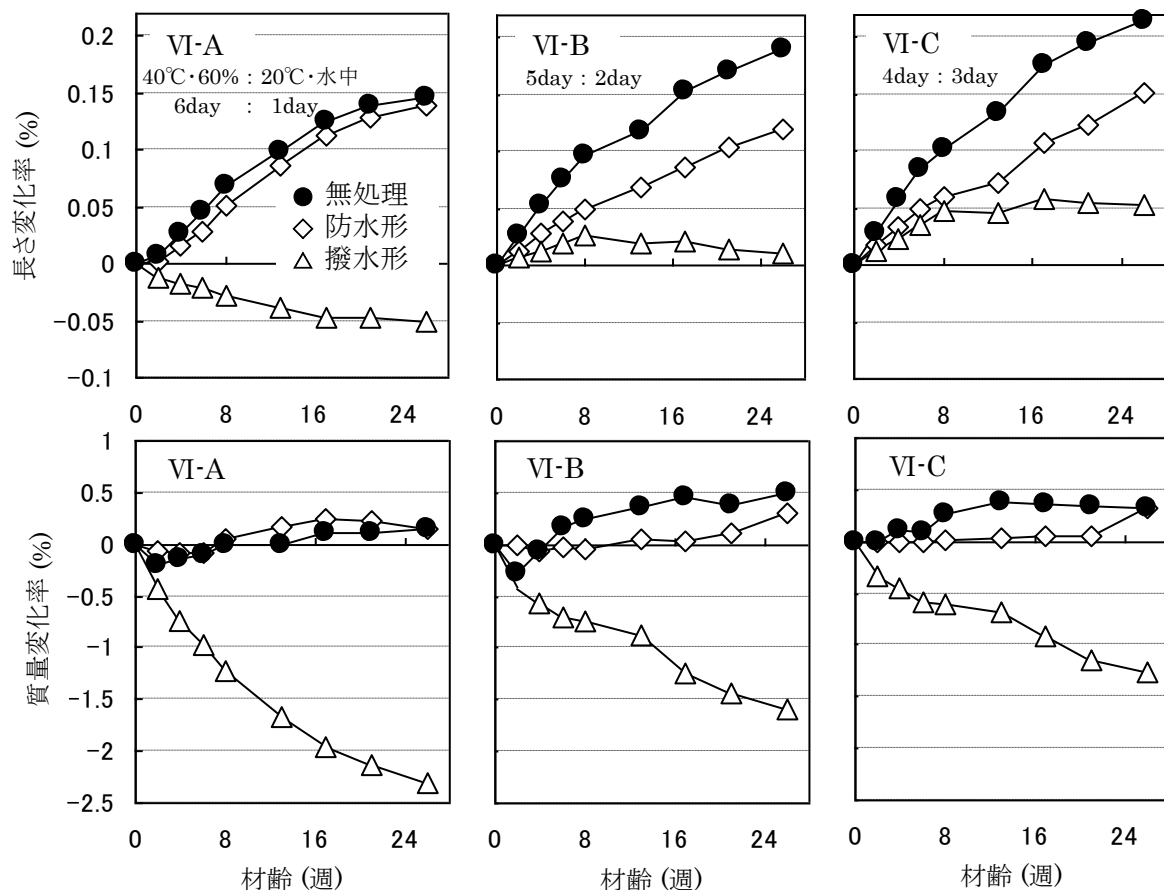 長さ変化率 (%)
0.2
0.15
0.1
0.05
0
-0.05
-0.1
Ⅵ-A
40℃・60% : 20℃・水中
6day : 1day
● 無処理
◇ 防水形
△ 撥水形
Ⅵ-B
5day : 2day
Ⅵ-C
4day : 3day
0 8 16 24
0 8 16 24
0 8 16 24
質量変化率 (%)
1
0.5
0
-0.5
-1
-1.5
-2
-2.5
Ⅵ-A
Ⅵ-B
Ⅵ-C
0 8 16 24
0 8 16 24
0 8 16 24
材齢 (週)
材齢 (週)
材齢 (週)